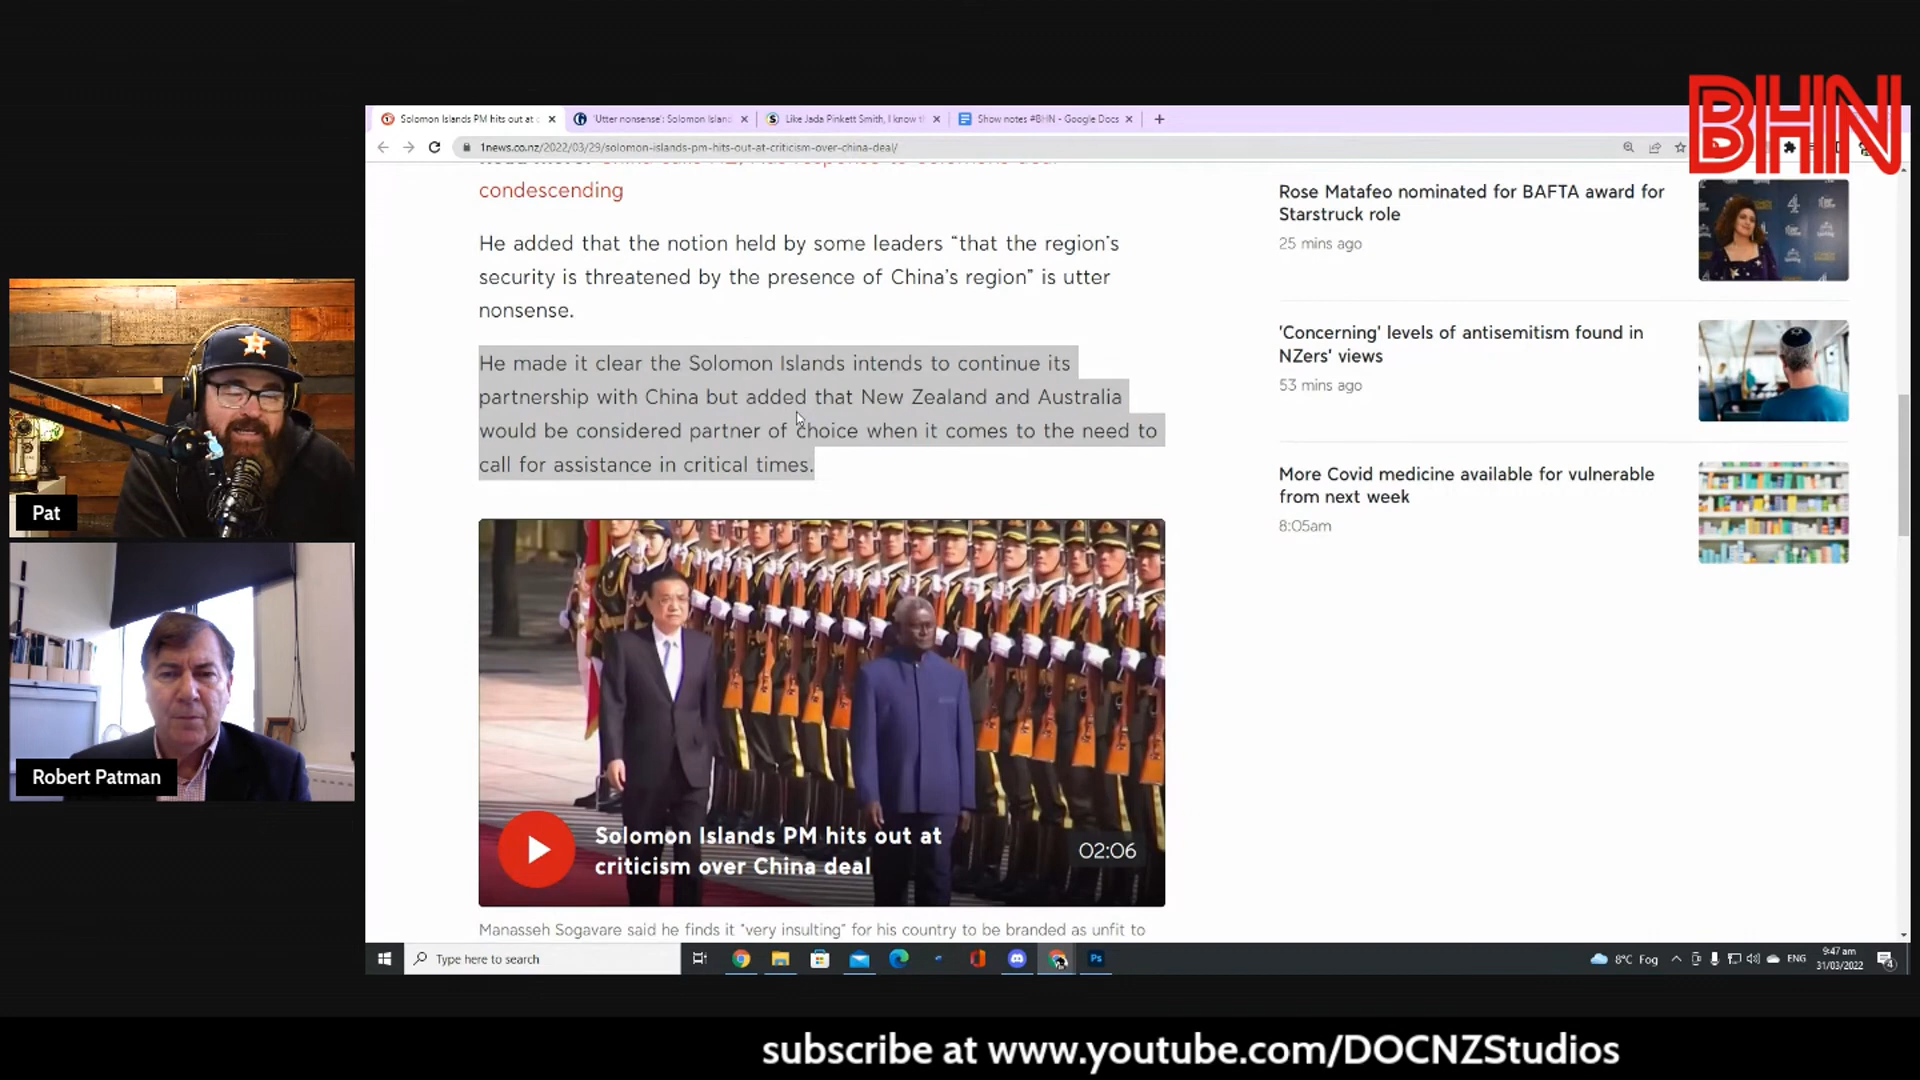 BHN
Solomon Islands PM hits out at
'Utter nonsense': Solomon Islan
Like Jada Pinkett Smith, I know
Show notes #BHN - Google Docs
1news.co.nz/2022/03/29/solomon-islands-pm-hits-out-at-criticism-over-china-deal/
condescending
He added that the notion held by some leaders “that the region’s
security is threatened by the presence of China’s region” is utter
nonsense.
He made it clear the Solomon Islands intends to continue its
partnership with China but added that New Zealand and Australia
would be considered partner of choice when it comes to the need to
call for assistance in critical times.
Solomon Islands PM hits out at
criticism over China deal
02:06
Manasseh Sogavare said he finds it "very insulting" for his country to be branded as unfit to
Rose Matafeo nominated for BAFTA award for
Starstruck role
25 mins ago
'Concerning' levels of antisemitism found in
NZers' views
53 mins ago
More Covid medicine available for vulnerable
from next week
8:05am
Pat
Robert Patman
Type here to search
Ps
8°C Fog
ENG
9:47 am
31/03/2022
4
subscribe at www.youtube.com/DOCNZStudios